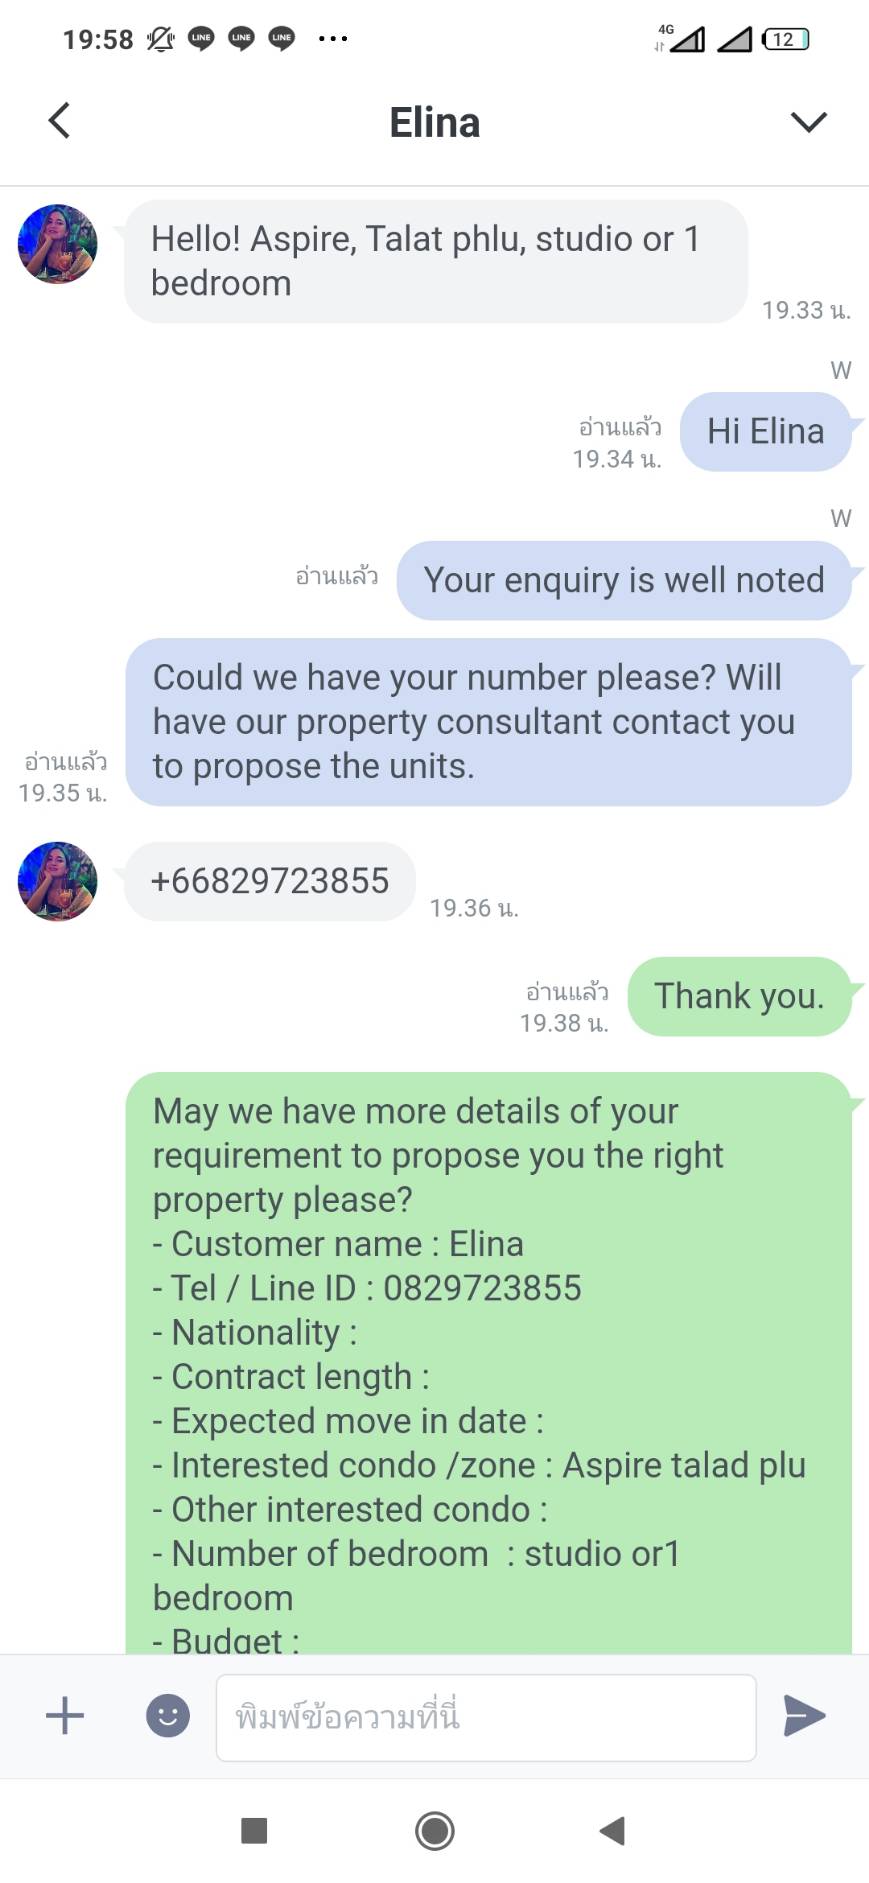 19:58 LINE LINE LINE ... 4G 12
Elina
Hello! Aspire, Talat phlu, studio or 1
bedroom
19.33 น.
W
อ่านแล้ว
19.34 น.
Hi Elina
W
อ่านแล้ว
Your enquiry is well noted
Could we have your number please? Will
have our property consultant contact you
to propose the units.
อ่านแล้ว
19.35 น.
+66829723855
19.36 น.
อ่านแล้ว
19.38 น.
Thank you.
May we have more details of your
requirement to propose you the right
property please?
- Customer name : Elina
- Tel / Line ID : 0829723855
- Nationality :
- Contract length :
- Expected move in date :
- Interested condo /zone : Aspire talad plu
- Other interested condo :
- Number of bedroom  : studio or1
bedroom
- Budget :
พิมพ์ข้อความที่นี่